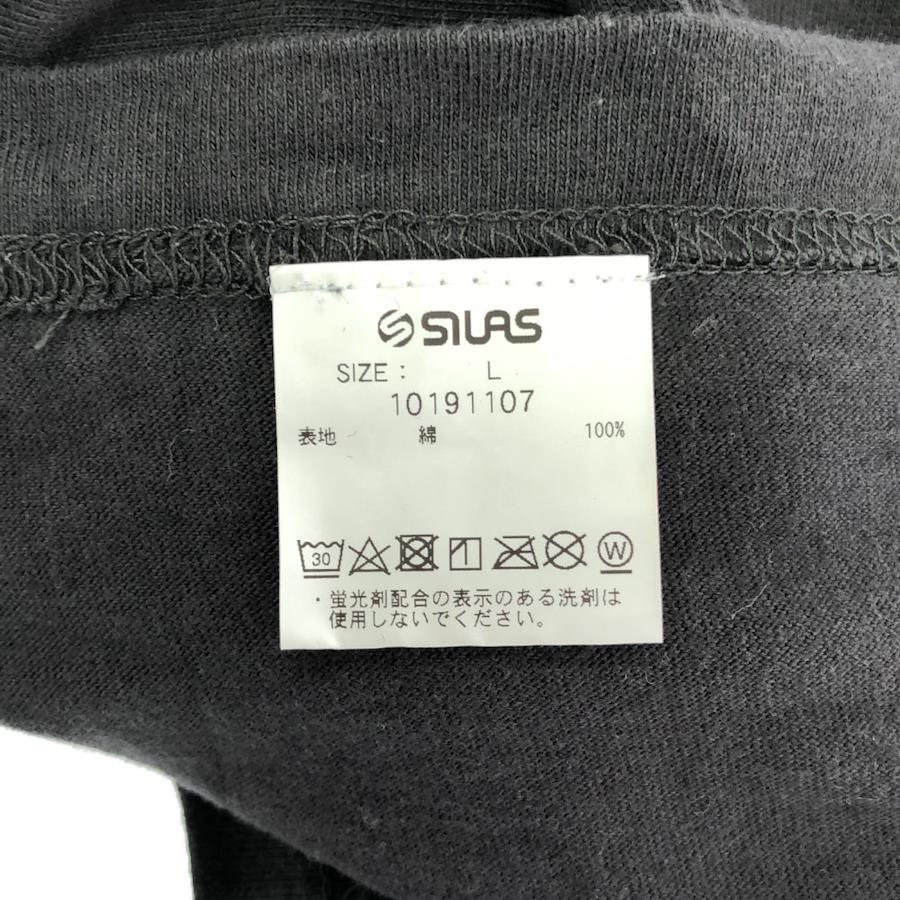 SILAS
SIZE : L
10191107
表地 綿 100%
30 W
・蛍光剤配合の表示のある洗剤は
使用しないでください。